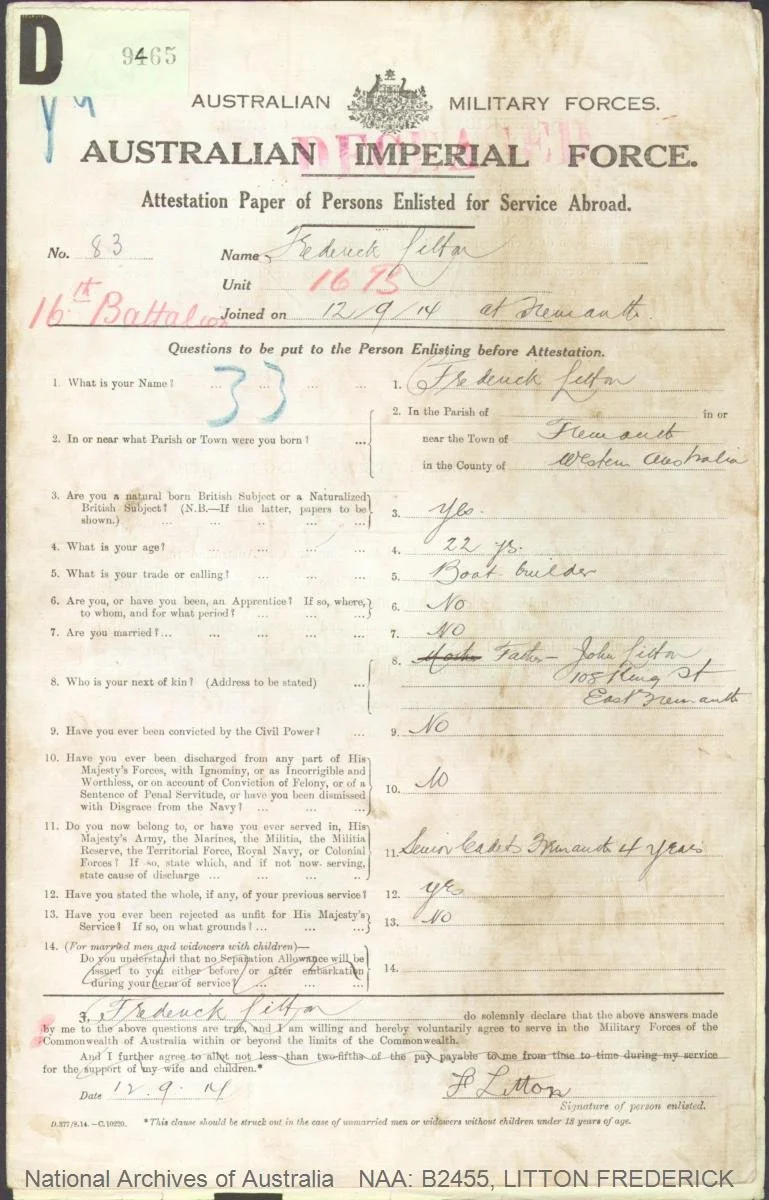 D
9465
AUSTRALIAN MILITARY FORCES.
DECEASED
AUSTRALIAN IMPERIAL FORCE.
Attestation Paper of Persons Enlisted for Service Abroad.
No. 83 Name Frederick Litton
Unit 16 B
16th Battalion Joined on 12/9/14 at Fremantle.
Questions to be put to the Person Enlisting before Attestation.
33
1. What is your Name? ... ... ... ... 1. Frederick Litton
2. In or near what Parish or Town were you born? ... 2. In the Parish of in or
near the Town of Fremantle
in the County of Western Australia
3. Are you a natural born British Subject or a Naturalized
British Subject? (N.B.—If the latter, papers to be
shown.) ... ... ... ... ... 3. Yes.
4. What is your age? ... ... ... ... 4. 22 ys.
5. What is your trade or calling? ... ... ... 5. Boat builder
6. Are you, or have you been, an Apprentice? If so, where,
to whom, and for what period? ... ... ... 6. No
7. Are you married? ... ... ... ... ... 7. No
8. Who is your next of kin? (Address to be stated) ... 8. Mother Father - John Litton
108 King St
East Fremantle
9. Have you ever been convicted by the Civil Power? ... 9. No
10. Have you ever been discharged from any part of His
Majesty's Forces, with Ignominy, or as Incorrigible and
Worthless, or on account of Conviction of Felony, or of a
Sentence of Penal Servitude, or have you been dismissed
with Disgrace from the Navy? ... ... ... 10. No
11. Do you now belong to, or have you ever served in, His
Majesty's Army, the Marines, the Militia, the Militia
Reserve, the Territorial Force, Royal Navy, or Colonial
Forces? If so, state which, and if not now serving,
state cause of discharge ... ... ... .. 11. Senior Cadets Fremantle 4 years
12. Have you stated the whole, if any, of your previous service? 12. yes
13. Have you ever been rejected as unfit for His Majesty's
Service? If so, on what grounds? ... ... ... 13. No
14. (For married men and widowers with children)—
Do you understand that no Separation Allowance will be
issued to you either before or after embarkation
during your term of service? ... ... ... 14.
I, Frederick Litton do solemnly declare that the above answers made
by me to the above questions are true, and I am willing and hereby voluntarily agree to serve in the Military Forces of the
Commonwealth of Australia within or beyond the limits of the Commonwealth.
And I further agree to allot not less than two-fifths of the pay payable to me from time to time during my service
for the support of my wife and children.*
Date 12.9.14 F Litton
Signature of person enlisted.
D.377/8.14.—C.10220. *This clause should be struck out in the case of unmarried men or widowers without children under 18 years of age.
National Archives of Australia NAA: B2455, LITTON FREDERICK